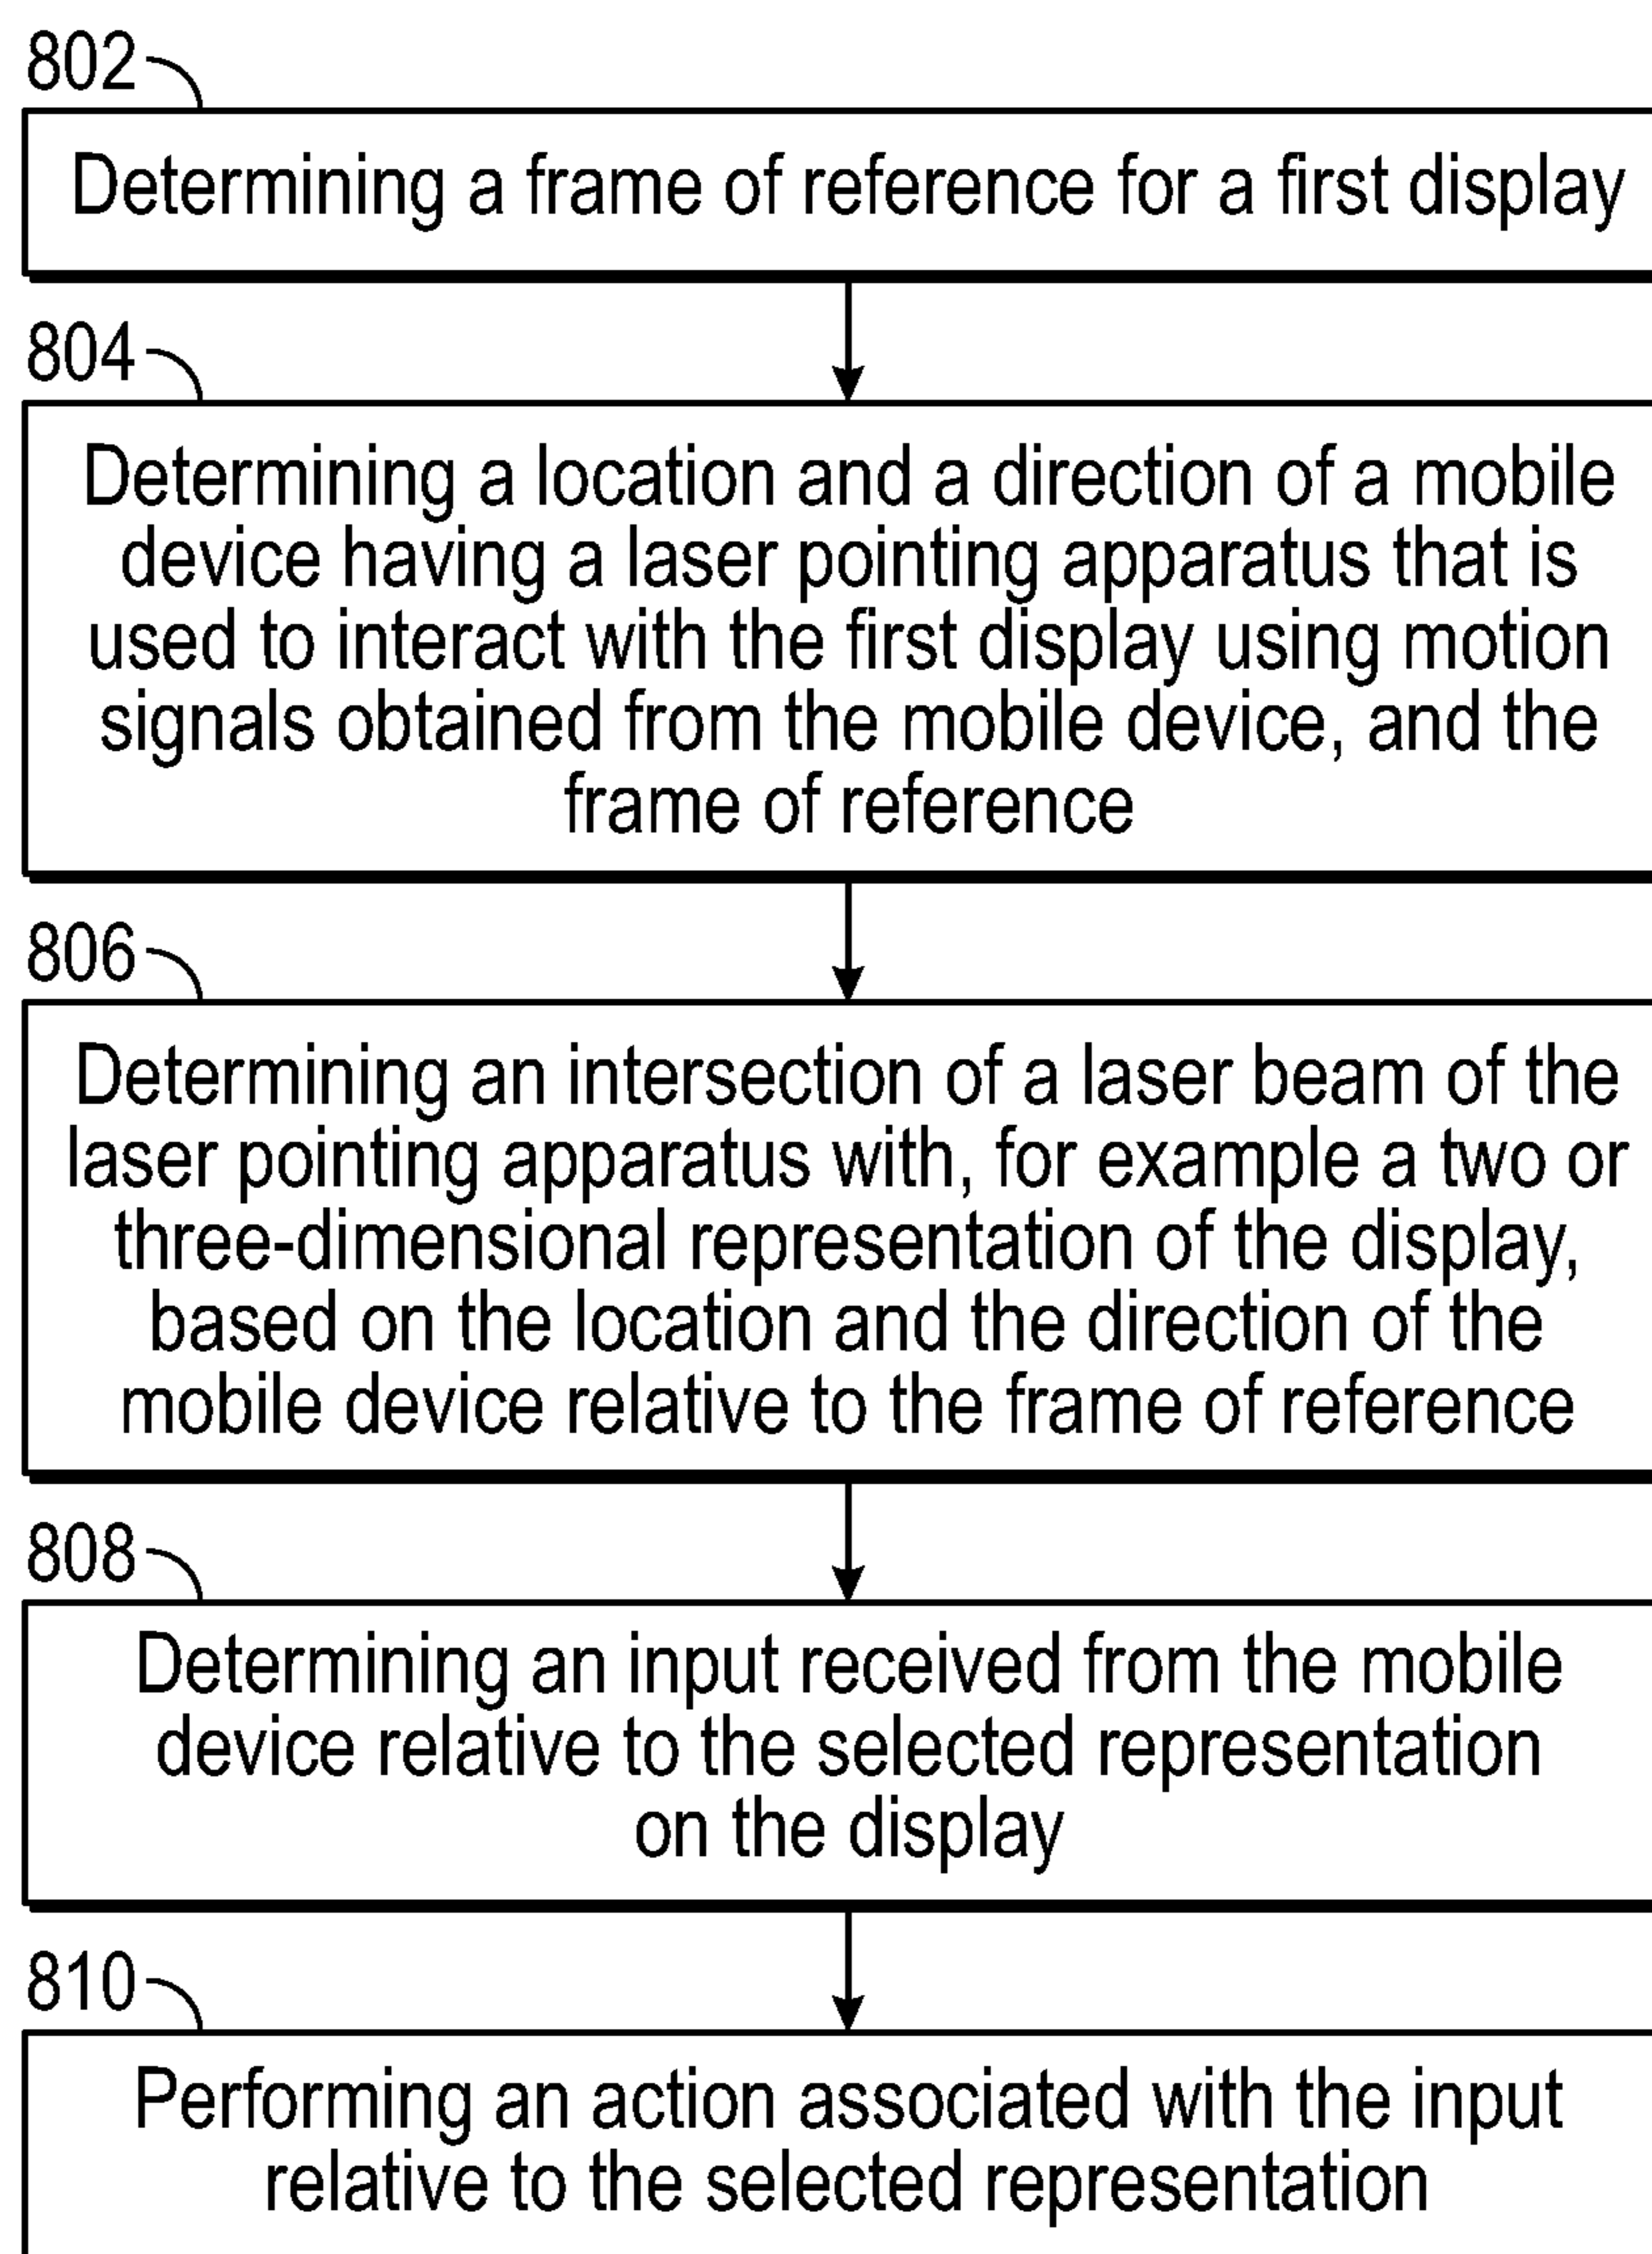 802
Determining a frame of reference for a first display
804
Determining a location and a direction of a mobile
device having a laser pointing apparatus that is
used to interact with the first display using motion
signals obtained from the mobile device, and the
frame of reference
806
Determining an intersection of a laser beam of the
laser pointing apparatus with, for example a two or
three-dimensional representation of the display,
based on the location and the direction of the
mobile device relative to the frame of reference
808
Determining an input received from the mobile
device relative to the selected representation
on the display
810
Performing an action associated with the input
relative to the selected representation